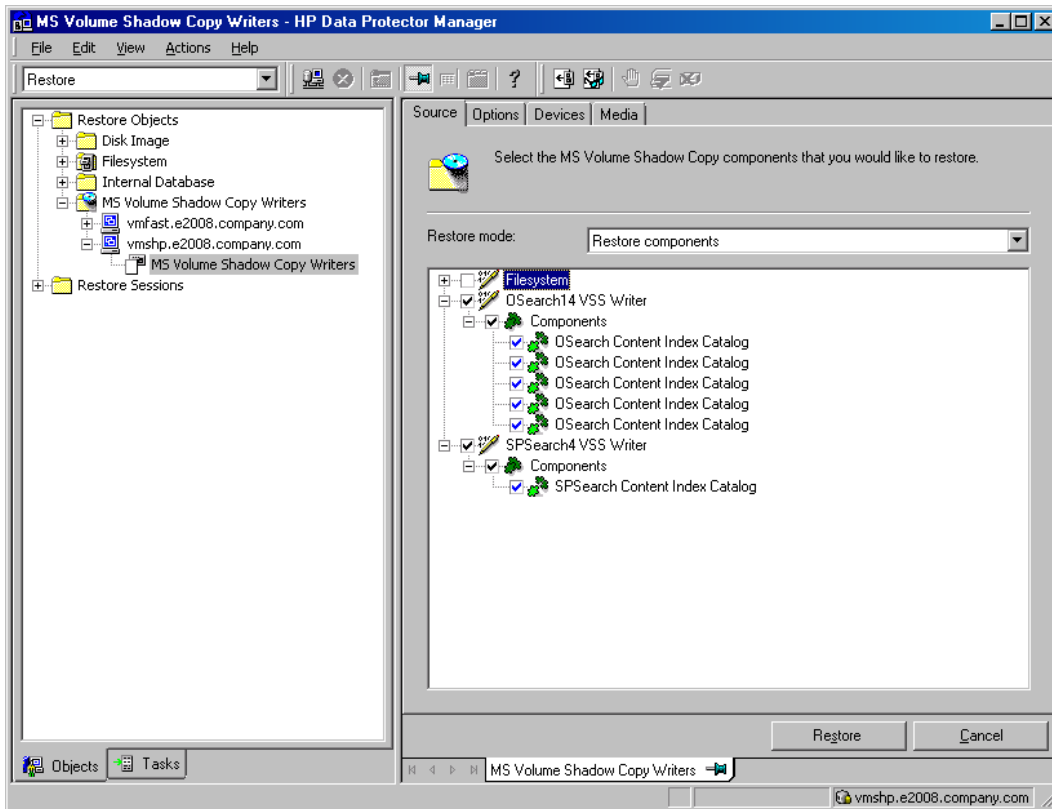 MS Volume Shadow Copy Writers - HP Data Protector Manager
File Edit View Actions Help
Restore
Restore Objects
Disk Image
Filesystem
Internal Database
MS Volume Shadow Copy Writers
vmfast.e2008.company.com
vmshp.e2008.company.com
MS Volume Shadow Copy Writers
Restore Sessions
Objects Tasks
Source Options Devices Media
Select the MS Volume Shadow Copy components that you would like to restore.
Restore mode: Restore components
Filesystem
OSearch14 VSS Writer
Components
OSearch Content Index Catalog
OSearch Content Index Catalog
OSearch Content Index Catalog
OSearch Content Index Catalog
OSearch Content Index Catalog
SPSearch4 VSS Writer
Components
SPSearch Content Index Catalog
Restore Cancel
MS Volume Shadow Copy Writers
vmshp.e2008.company.com